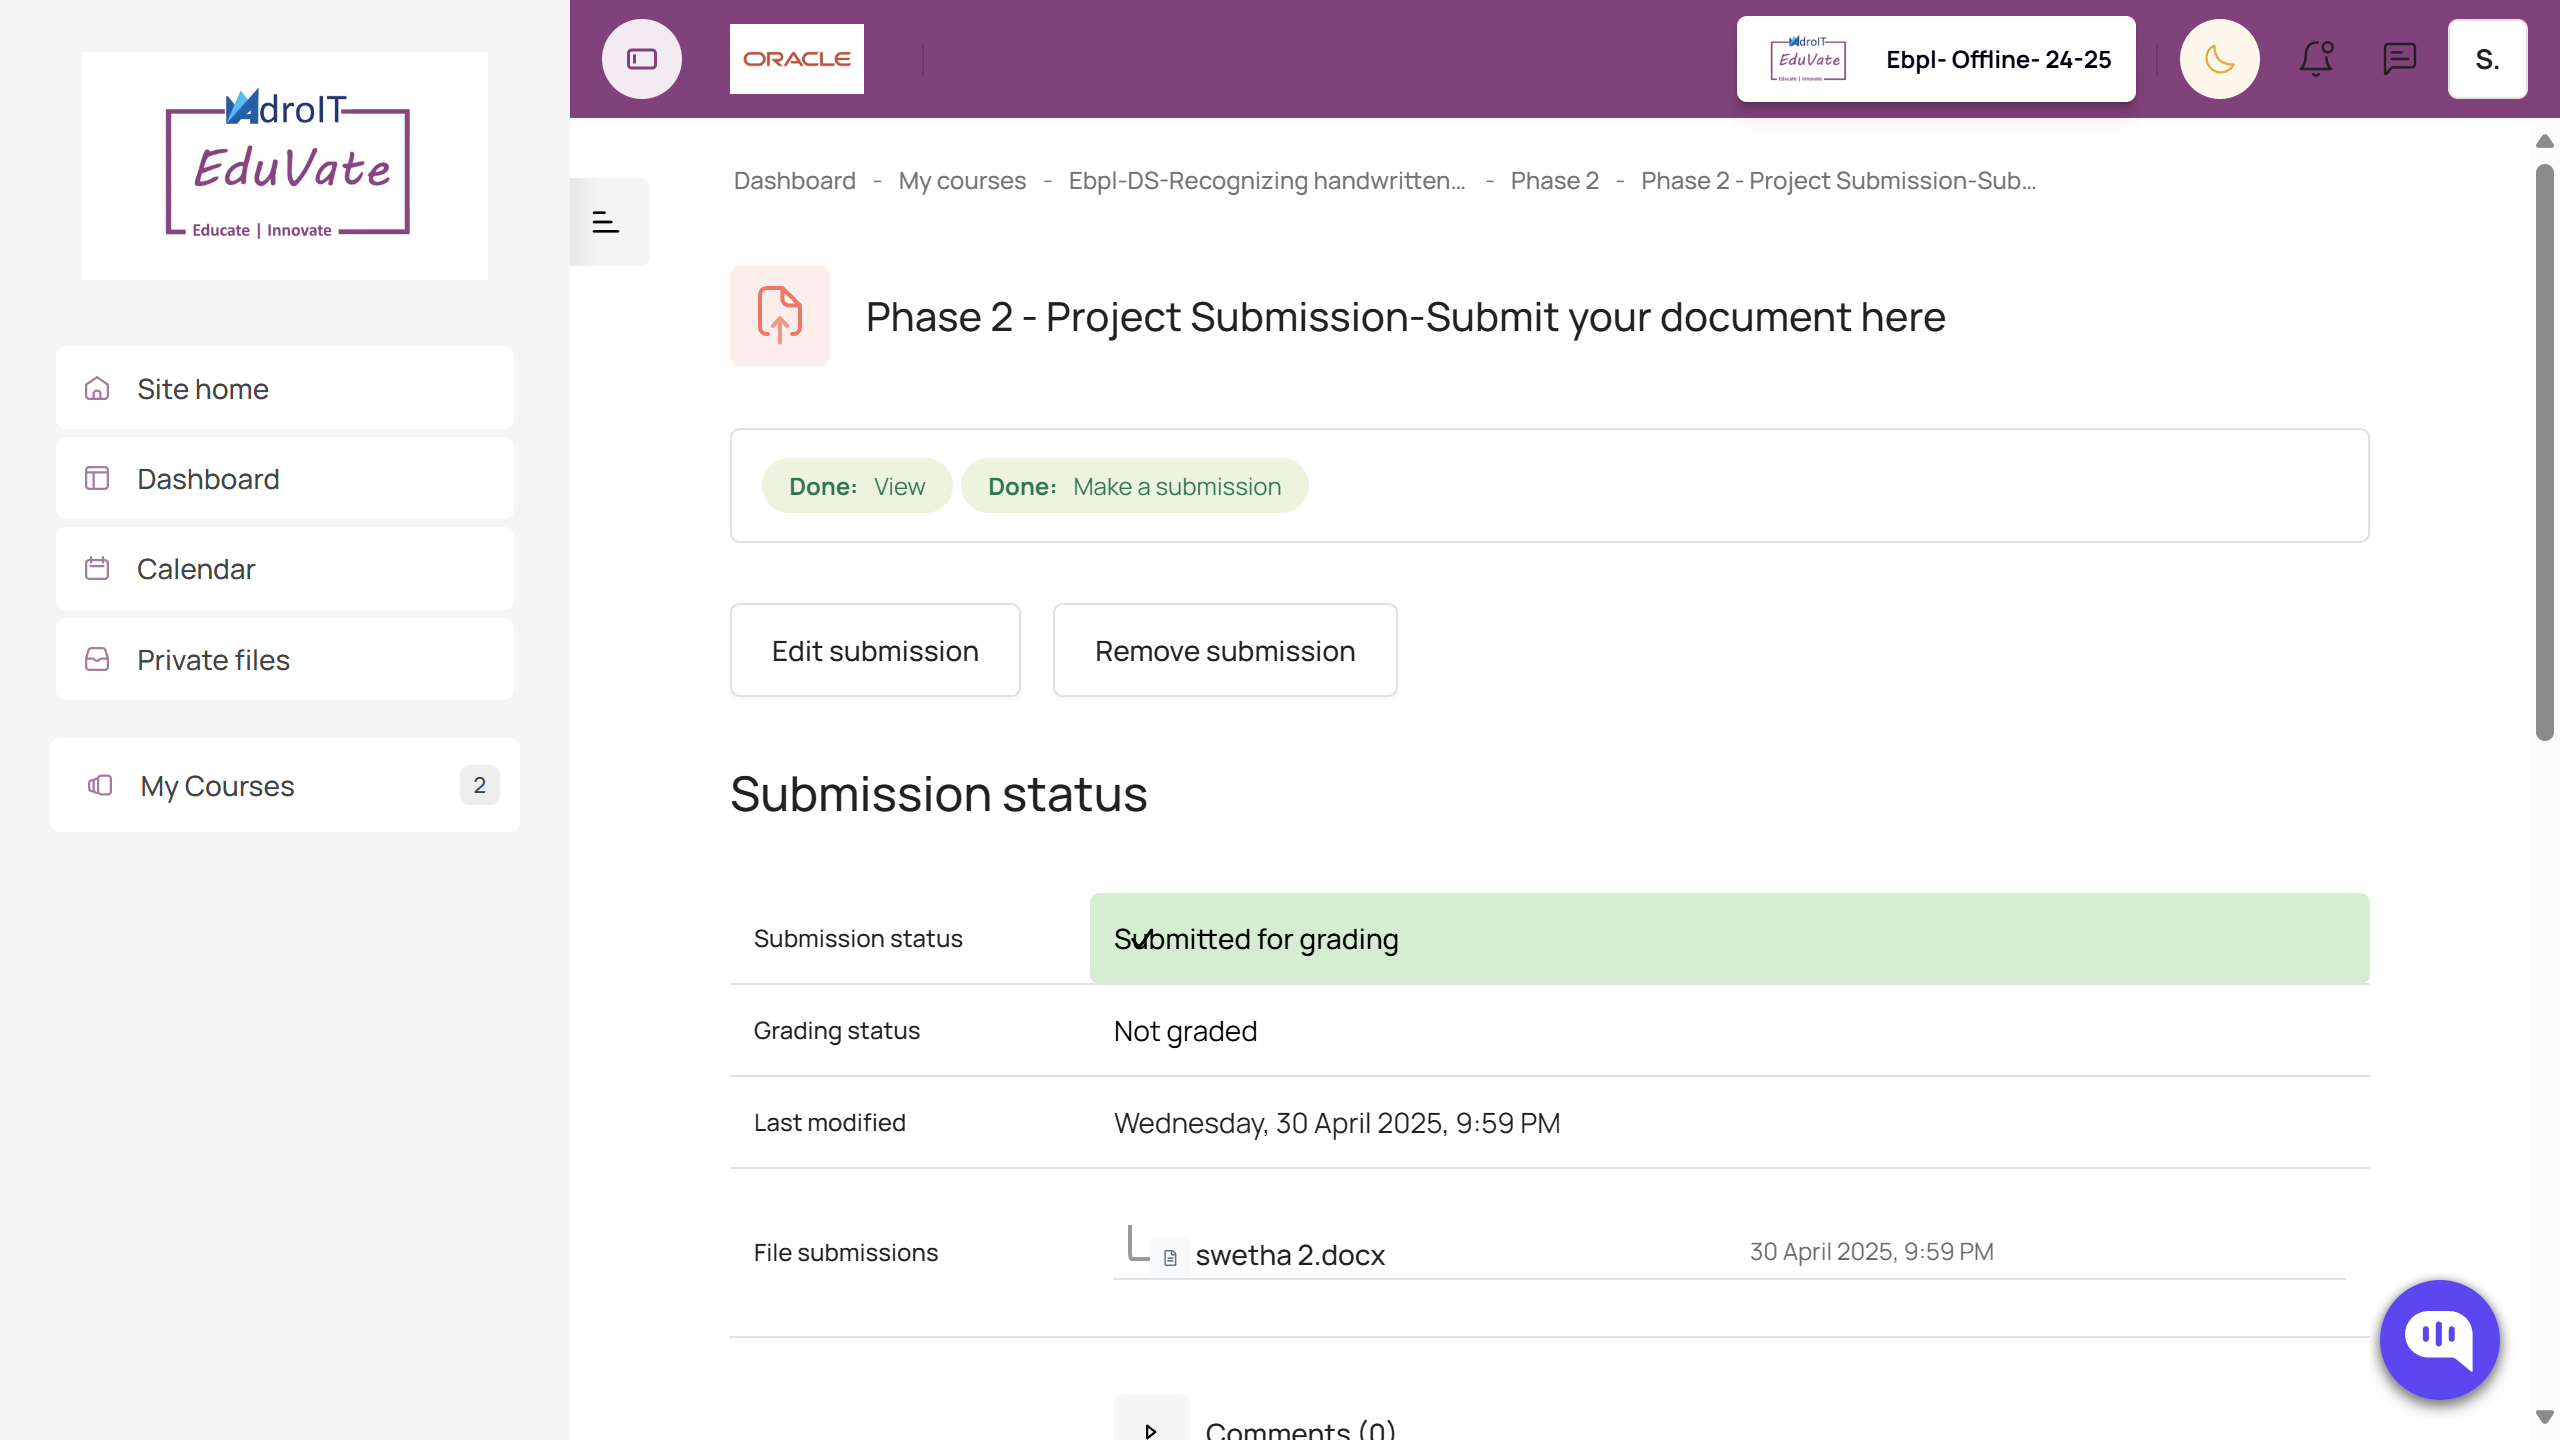 AdroIT
EduVate
Educate | Innovate
Site home
Dashboard
Calendar
Private files
My Courses 2
ORACLE
AdroIT
EduVate
Educate | Innovate
Ebpl- Offline- 24-25
S.
Dashboard - My courses - Ebpl-DS-Recognizing handwritten... - Phase 2 - Phase 2 - Project Submission-Sub...
Phase 2 - Project Submission-Submit your document here
Done: View Done: Make a submission
Edit submission Remove submission
Submission status
Submission status Submitted for grading
Grading status Not graded
Last modified Wednesday, 30 April 2025, 9:59 PM
File submissions swetha 2.docx 30 April 2025, 9:59 PM
Comments (0)